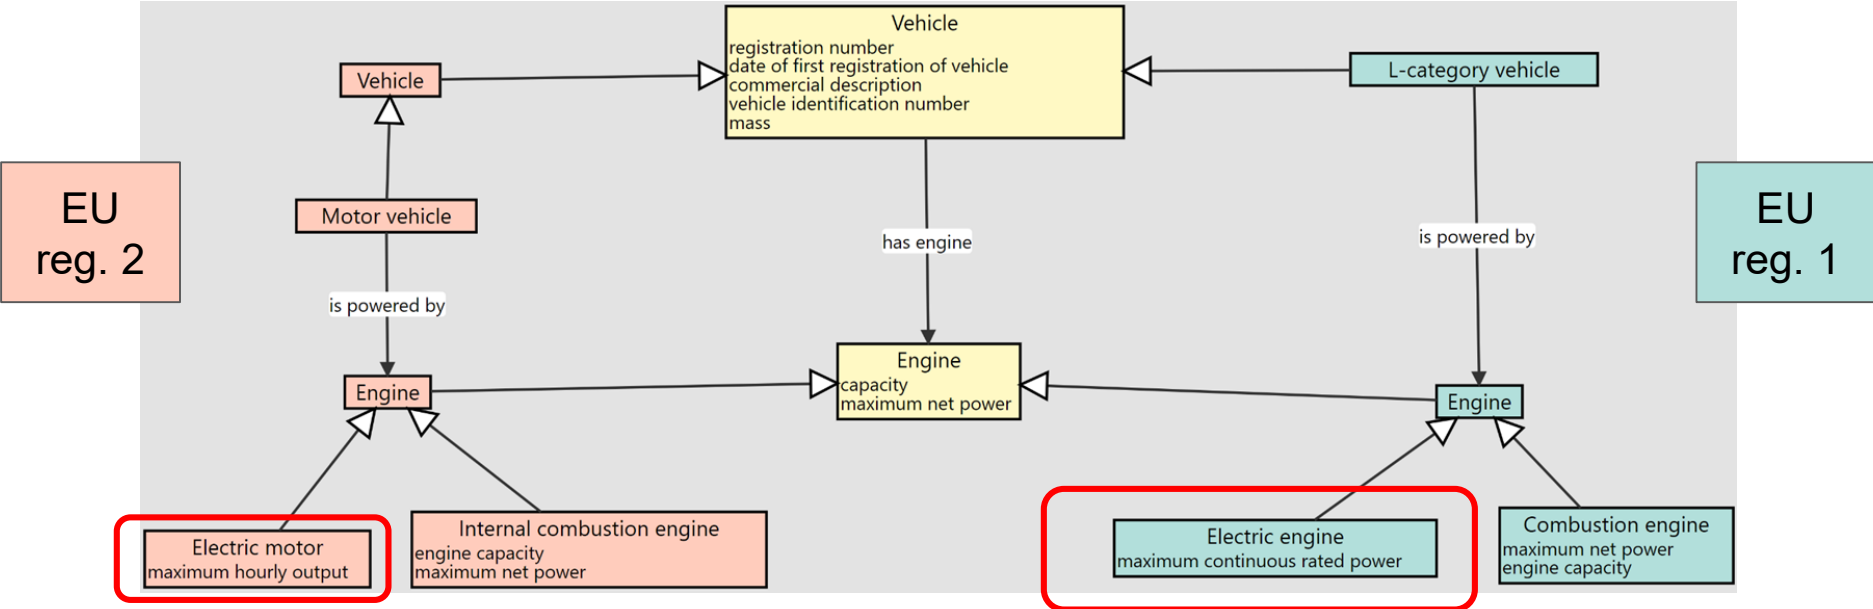 Vehicle
registration number
date of first registration of vehicle
commercial description
vehicle identification number
mass
Vehicle
L-category vehicle
EU
reg. 2
Motor vehicle
EU
reg. 1
has engine
is powered by
is powered by
Engine
capacity
maximum net power
Engine
Engine
Electric motor
maximum hourly output
Internal combustion engine
engine capacity
maximum net power
Electric engine
maximum continuous rated power
Combustion engine
maximum net power
engine capacity